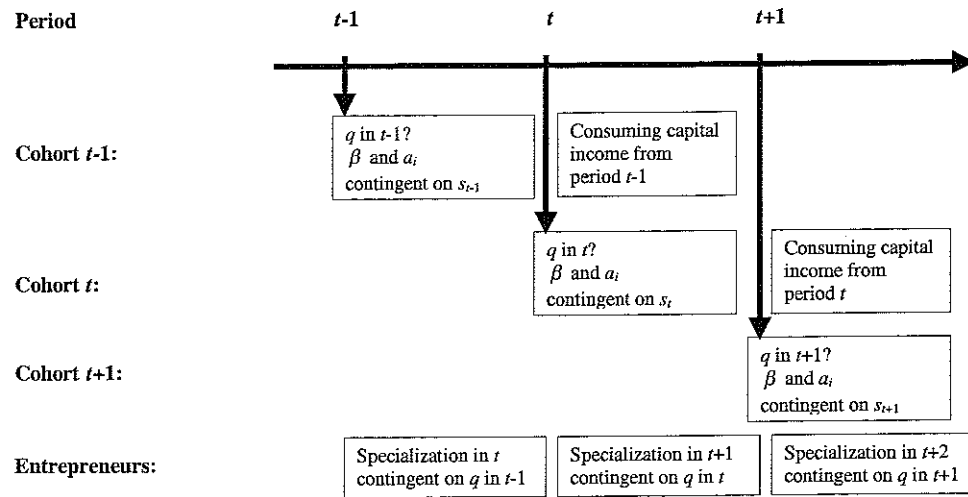 Period t-1 t t+1
Cohort t-1:
q in t-1?
β and aᵢ
contingent on sₜ₋₁
Consuming capital
income from
period t-1
Cohort t:
q in t?
β and aᵢ
contingent on sₜ
Consuming capital
income from
period t
Cohort t+1:
q in t+1?
β and aᵢ
contingent on sₜ₊₁
Entrepreneurs:
Specialization in t
contingent on q in t-1
Specialization in t+1
contingent on q in t
Specialization in t+2
contingent on q in t+1